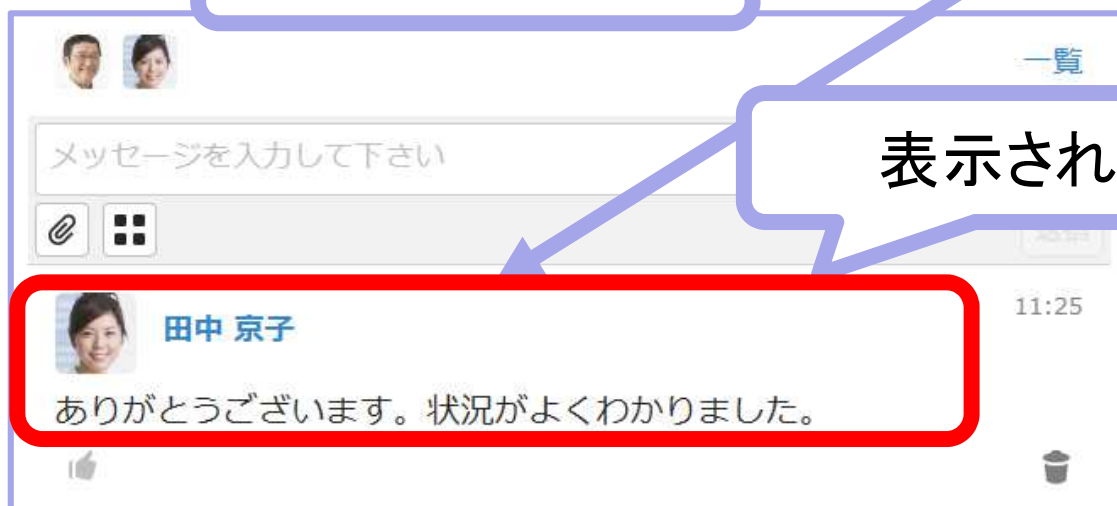 一覧
メッセージを入力して下さい
表示され
田中 京子
11:25
ありがとうございます。状況がよくわかりました。